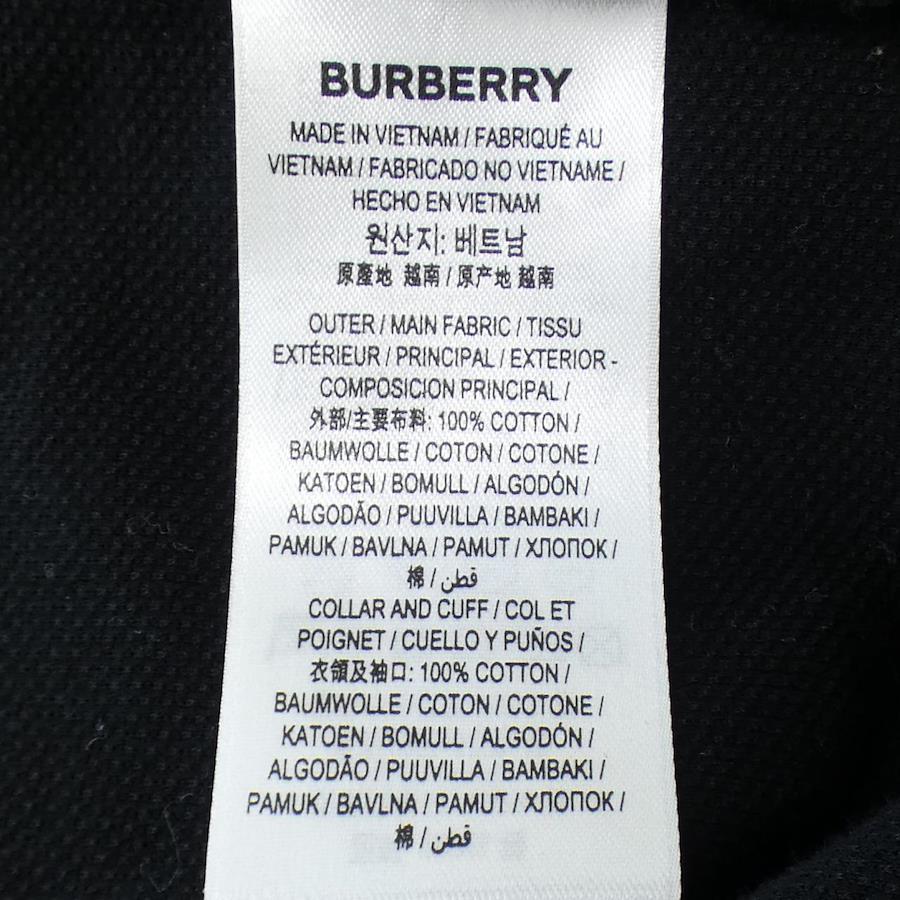 BURBERRY
MADE IN VIETNAM / FABRIQUÉ AU
VIETNAM / FABRICADO NO VIETNAME /
HECHO EN VIETNAM
원산지: 베트남
原產地 越南 / 原产地 越南
OUTER / MAIN FABRIC / TISSU
EXTÉRIEUR / PRINCIPAL / EXTERIOR -
COMPOSICION PRINCIPAL /
外部/主要布料: 100% COTTON /
BAUMWOLLE / COTON / COTONE /
KATOEN / BOMULL / ALGODÓN /
ALGODÃO / PUUVILLA / BAMBAKI /
PAMUK / BAVLNA / PAMUT / ХЛОПОК /
棉 / قطن
COLLAR AND CUFF / COL ET
POIGNET / CUELLO Y PUÑOS /
衣領及袖口: 100% COTTON /
BAUMWOLLE / COTON / COTONE /
KATOEN / BOMULL / ALGODÓN /
ALGODÃO / PUUVILLA / BAMBAKI /
PAMUK / BAVLNA / PAMUT / ХЛОПОК /
棉 / قطن